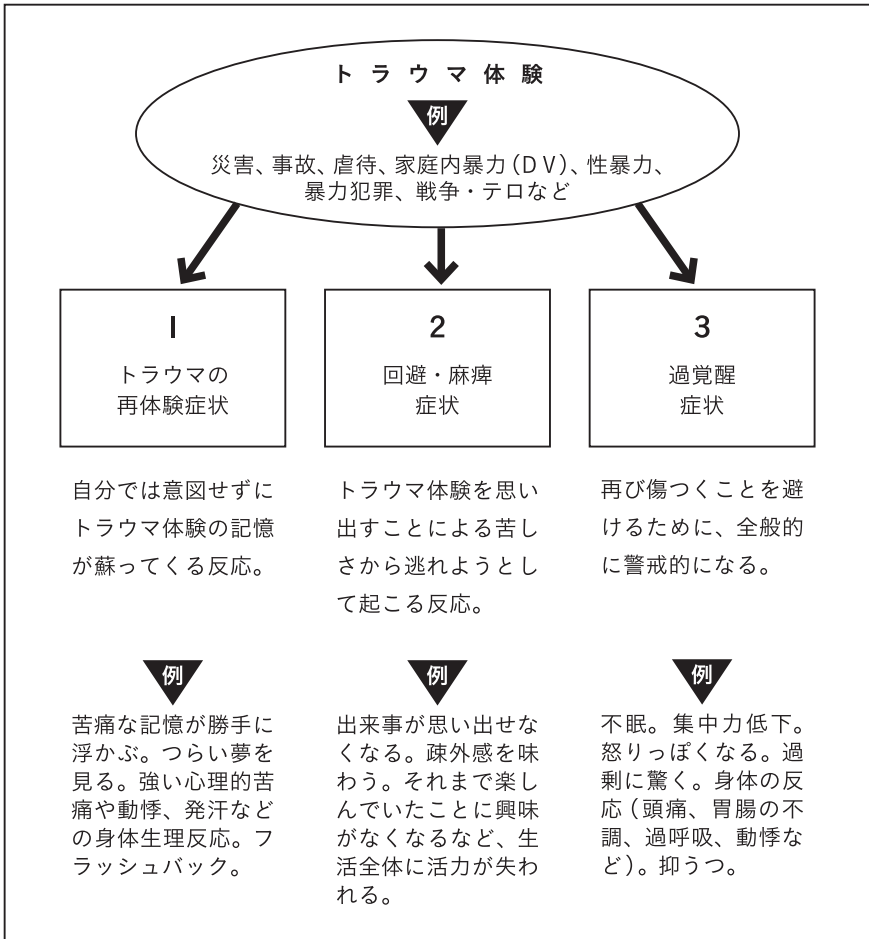 トラウマ体験
例
災害、事故、虐待、家庭内暴力（DV）、性暴力、
暴力犯罪、戦争・テロなど
1
トラウマの
再体験症状
自分では意図せずに
トラウマ体験の記憶
が蘇ってくる反応。
例
苦痛な記憶が勝手に
浮かぶ。つらい夢を
見る。強い心理的苦
痛や動悸、発汗など
の身体生理反応。フ
ラッシュバック。
2
回避・麻痺
症状
トラウマ体験を思い
出すことによる苦し
さから逃れようとし
て起こる反応。
例
出来事が思い出せな
くなる。疎外感を味
わう。それまで楽し
んでいたことに興味
がなくなるなど、生
活全体に活力が失わ
れる。
3
過覚醒
症状
再び傷つくことを避
けるために、全般的
に警戒的になる。
例
不眠。集中力低下。
怒りっぽくなる。過
剰に驚く。身体の反
応（頭痛、胃腸の不
調、過呼吸、動悸な
ど）。抑うつ。